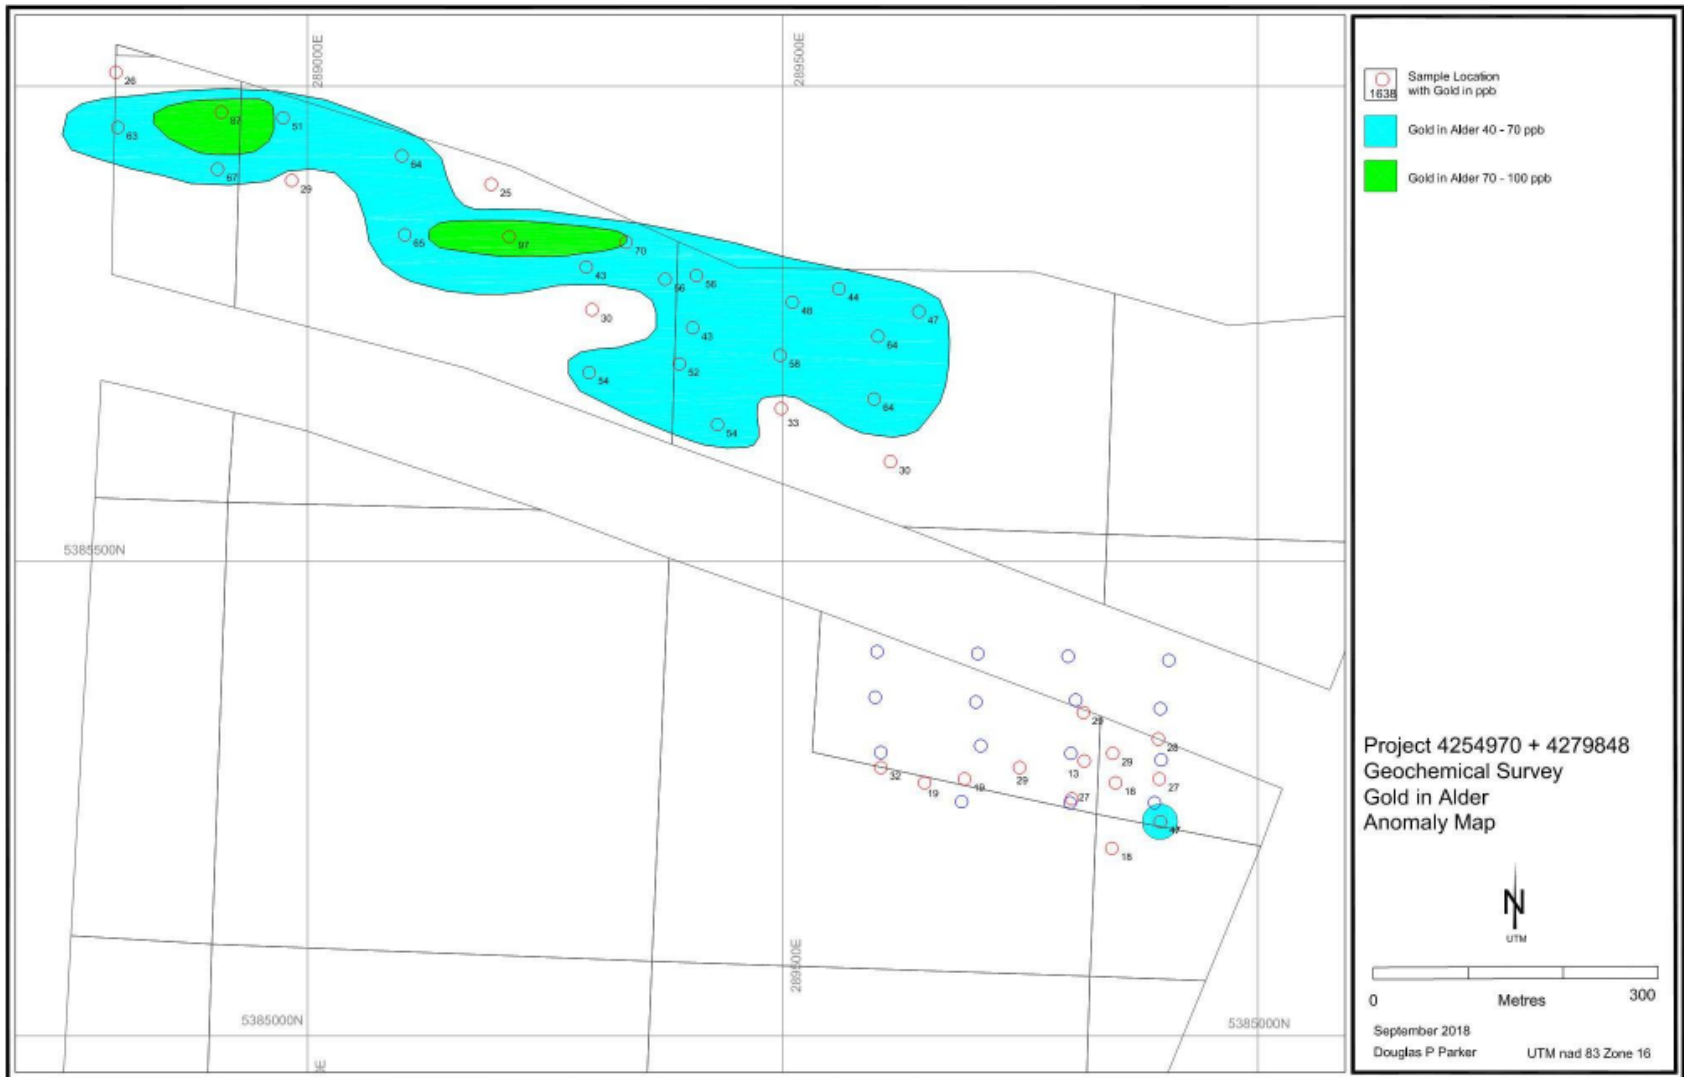 289000E
289500E
26
87
51
63
67
29
64
25
65
97
70
43
56
56
30
44
48
47
43
64
58
52
54
64
33
54
30
5385500N
29
28
29
13
32
19
19
29
27
16
27
47
18
289500E
5385000N
5385000N
Sample Location
with Gold in ppb
1638
Gold in Alder 40 - 70 ppb
Gold in Alder 70 - 100 ppb
Project 4254970 + 4279848
Geochemical Survey
Gold in Alder
Anomaly Map
N
UTM
0 Metres 300
September 2018
Douglas P Parker UTM nad 83 Zone 16